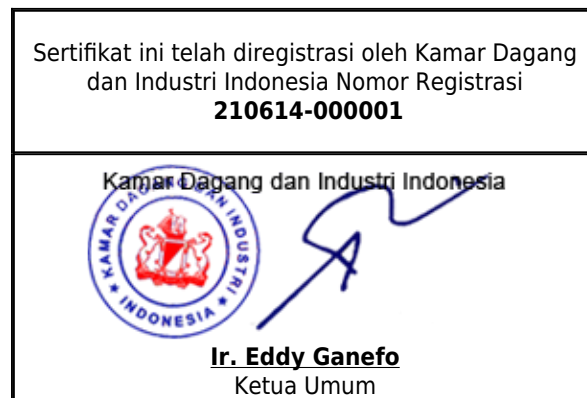 Sertifikat ini telah diregistrasi oleh Kamar Dagang
dan Industri Indonesia Nomor Registrasi
210614-000001
Kamar Dagang dan Industri Indonesia
KAMAR DAGANG DAN INDUSTRI
INDONESIA
Ir. Eddy Ganefo
Ketua Umum